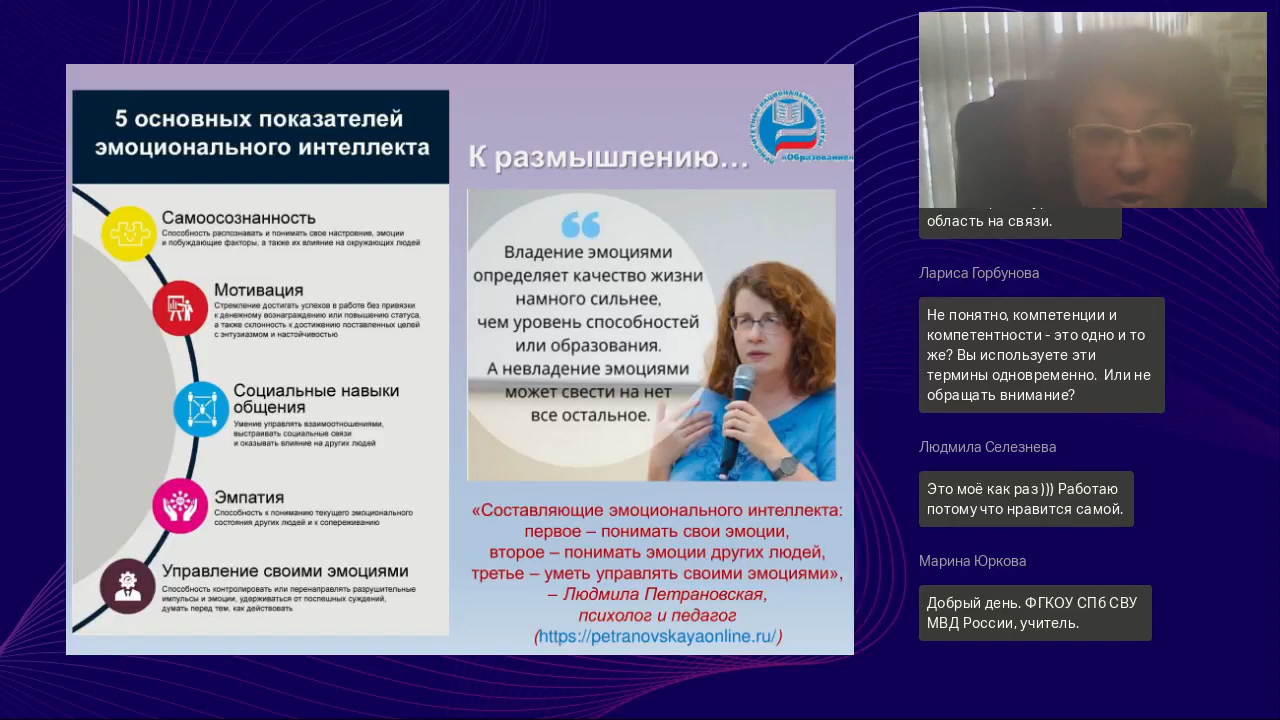 5 основных показателей
эмоционального интеллекта
Самоосознанность
Способность распознавать и понимать свое настроение, эмоции
и побуждающие факторы, а также их влияние на окружающих людей
Мотивация
Стремление достигать успехов в работе без привязки
к денежному вознаграждению или повышению статуса,
а также склонность к достижению поставленных целей
с энтузиазмом и настойчивостью
Социальные навыки
общения
Умение управлять взаимоотношениями,
выстраивать социальные связи
и оказывать влияние на других людей
Эмпатия
Способность к пониманию текущего эмоционального
состояния других людей и к сопереживанию
Управление своими эмоциями
Способность контролировать или перенаправлять разрушительные
импульсы и эмоции, удерживаться от поспешных суждений,
думать перед тем, как действовать
К размышлению...
ПРИОРИТЕТНЫЕ НАЦИОНАЛЬНЫЕ ПРОЕКТЫ
«Образование»
Владение эмоциями
определяет качество жизни
намного сильнее,
чем уровень способностей
или образования.
А невладение эмоциями
может свести на нет
все остальное.
«Составляющие эмоционального интеллекта:
первое – понимать свои эмоции,
второе – понимать эмоции других людей,
третье – уметь управлять своими эмоциями»,
– Людмила Петрановская,
психолог и педагог
(https://petranovskayaonline.ru/)
область на связи.
Лариса Горбунова
Не понятно, компетенции и
компетентности - это одно и то
же? Вы используете эти
термины одновременно. Или не
обращать внимание?
Людмила Селезнева
Это моё как раз ))) Работаю
потому что нравится самой.
Марина Юркова
Добрый день. ФГКОУ СПб СВУ
МВД России, учитель.